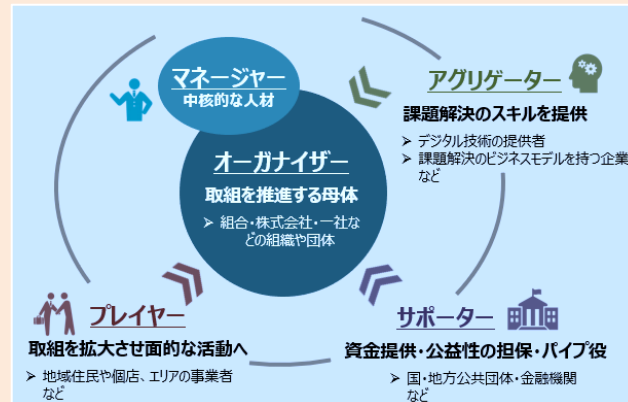 マネージャー
中核的な人材
オーガナイザー
取組を推進する母体
➢ 組合・株式会社・一社な
どの組織や団体
アグリゲーター
課題解決のスキルを提供
➢ デジタル技術の提供者
➢ 課題解決のビジネスモデルを持つ企業
など
プレイヤー
取組を拡大させ面的な活動へ
➢ 地域住民や個店、エリアの事業者
など
サポーター
資金提供・公益性の担保・パイプ役
➢ 国・地方公共団体・金融機関
など